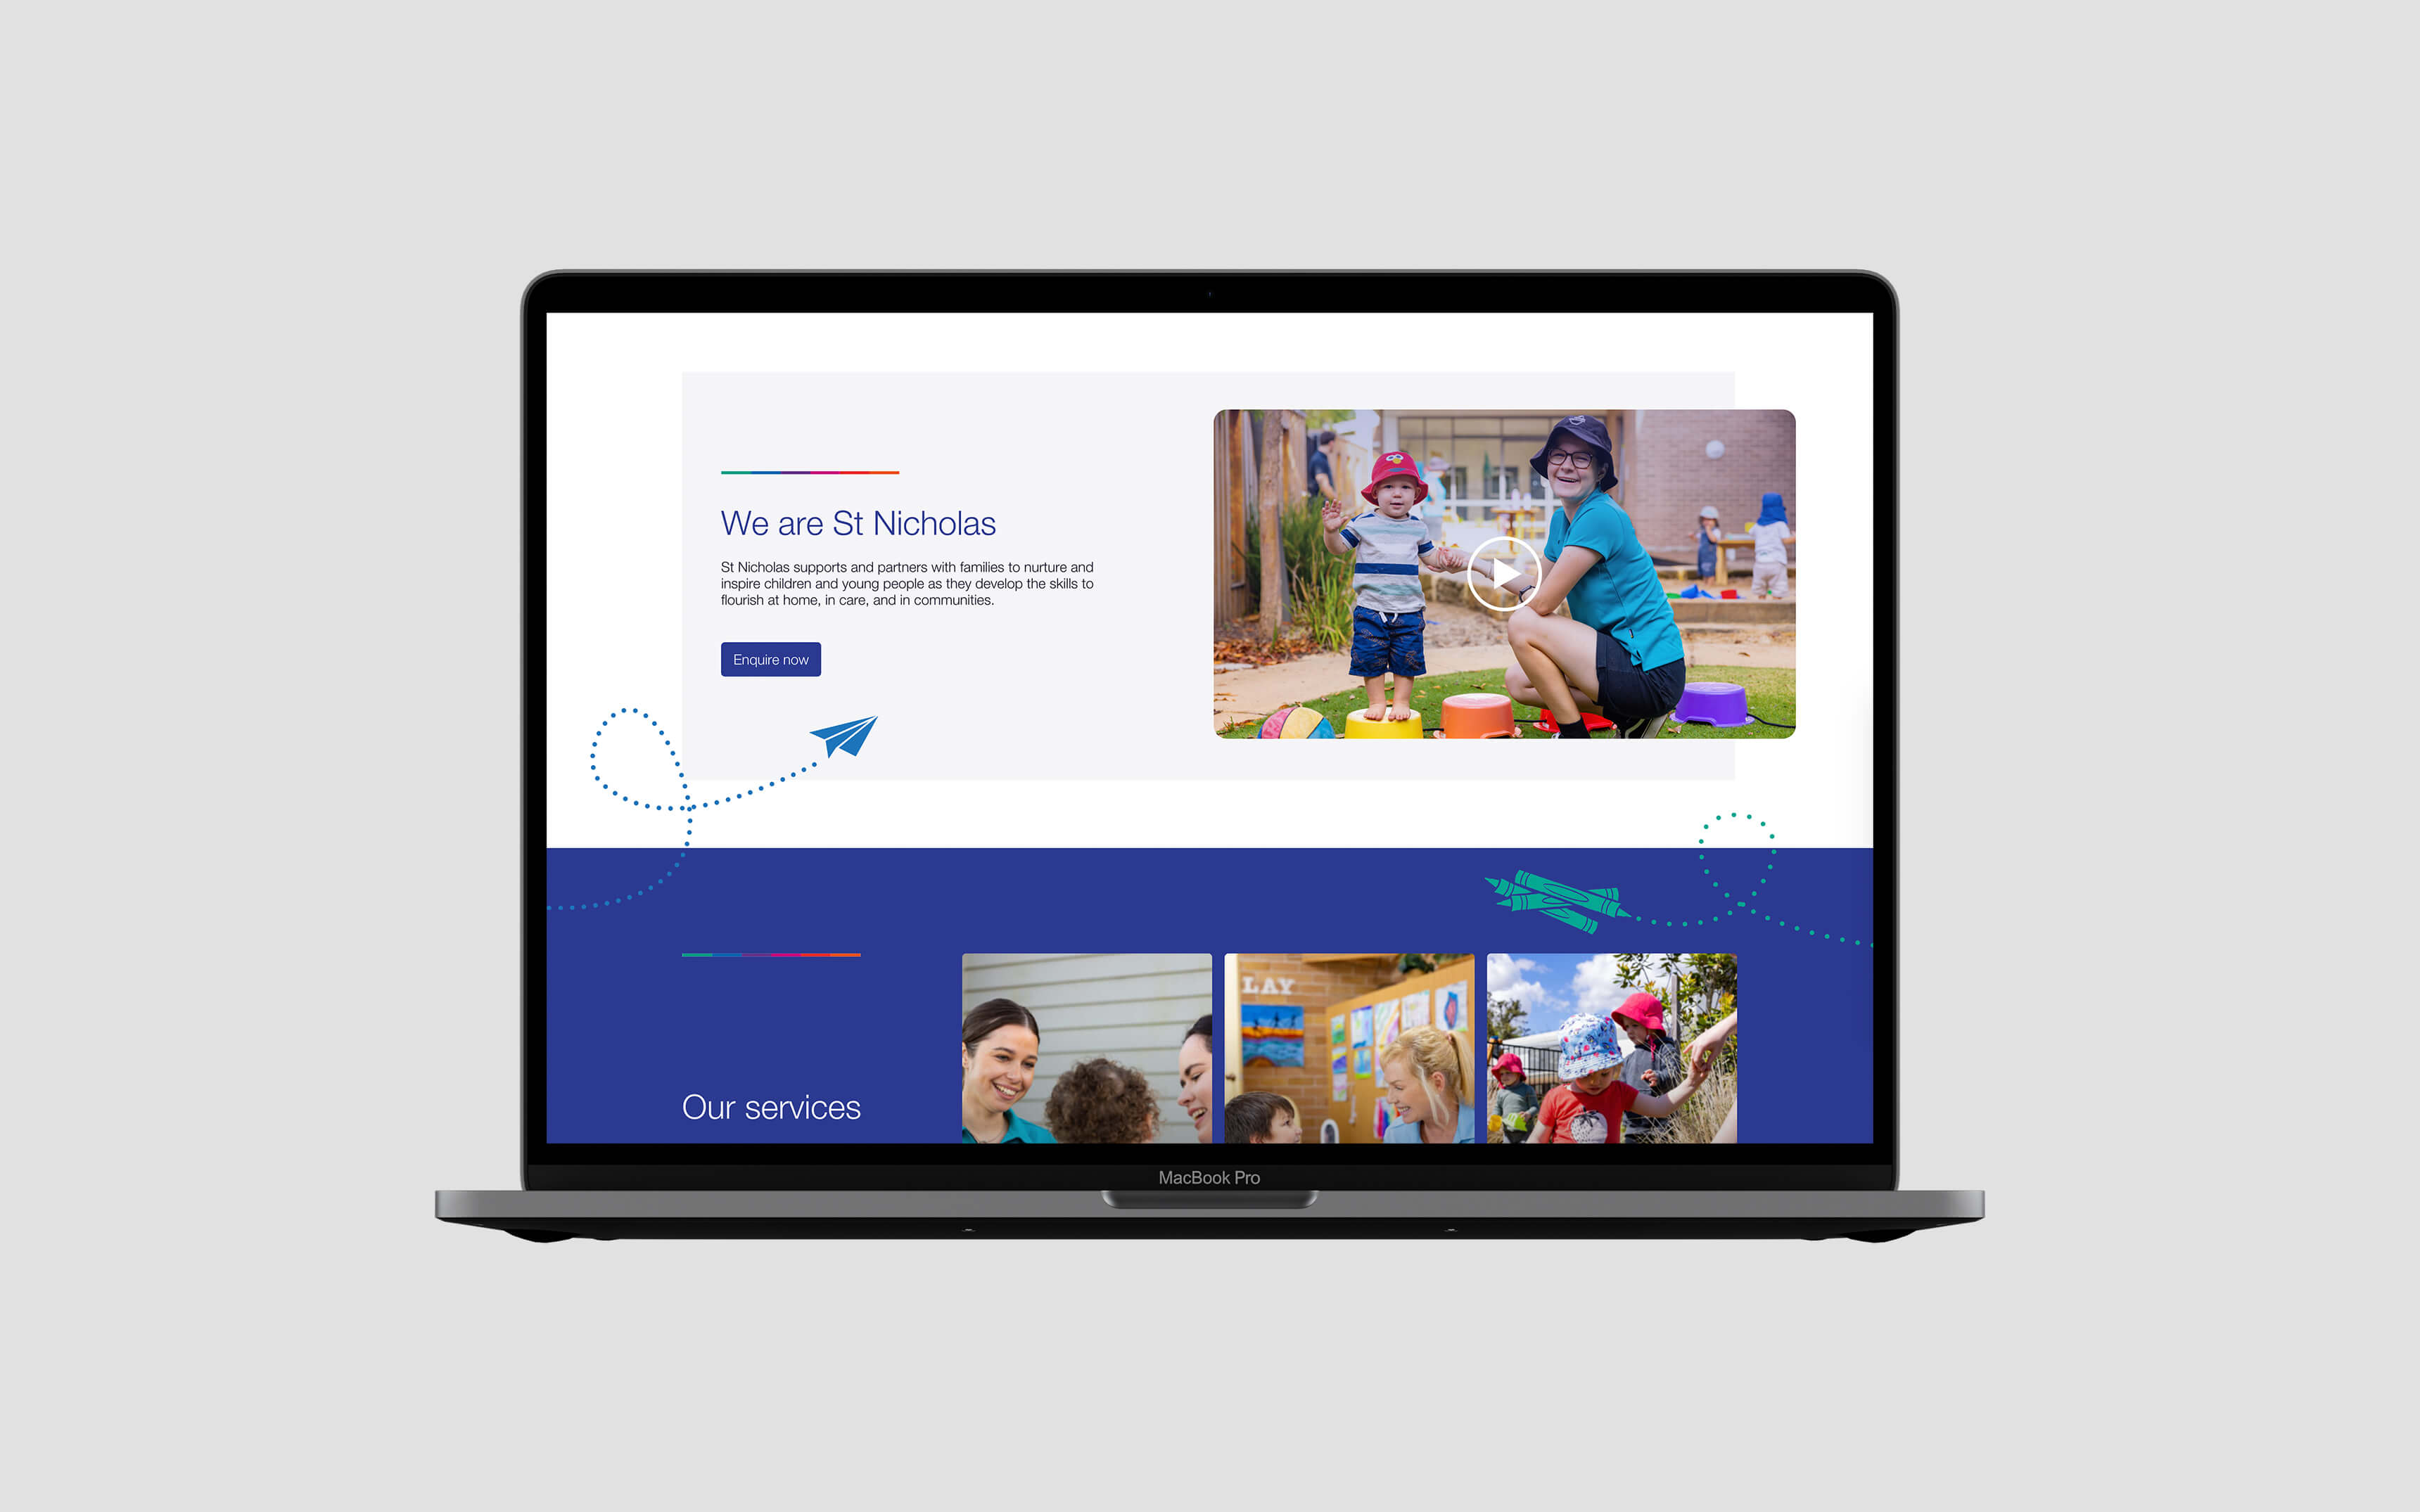 We are St Nicholas
St Nicholas supports and partners with families to nurture and
inspire children and young people as they develop the skills to
flourish at home, in care, and in communities.
Enquire now
LAY
Our services
MacBook Pro